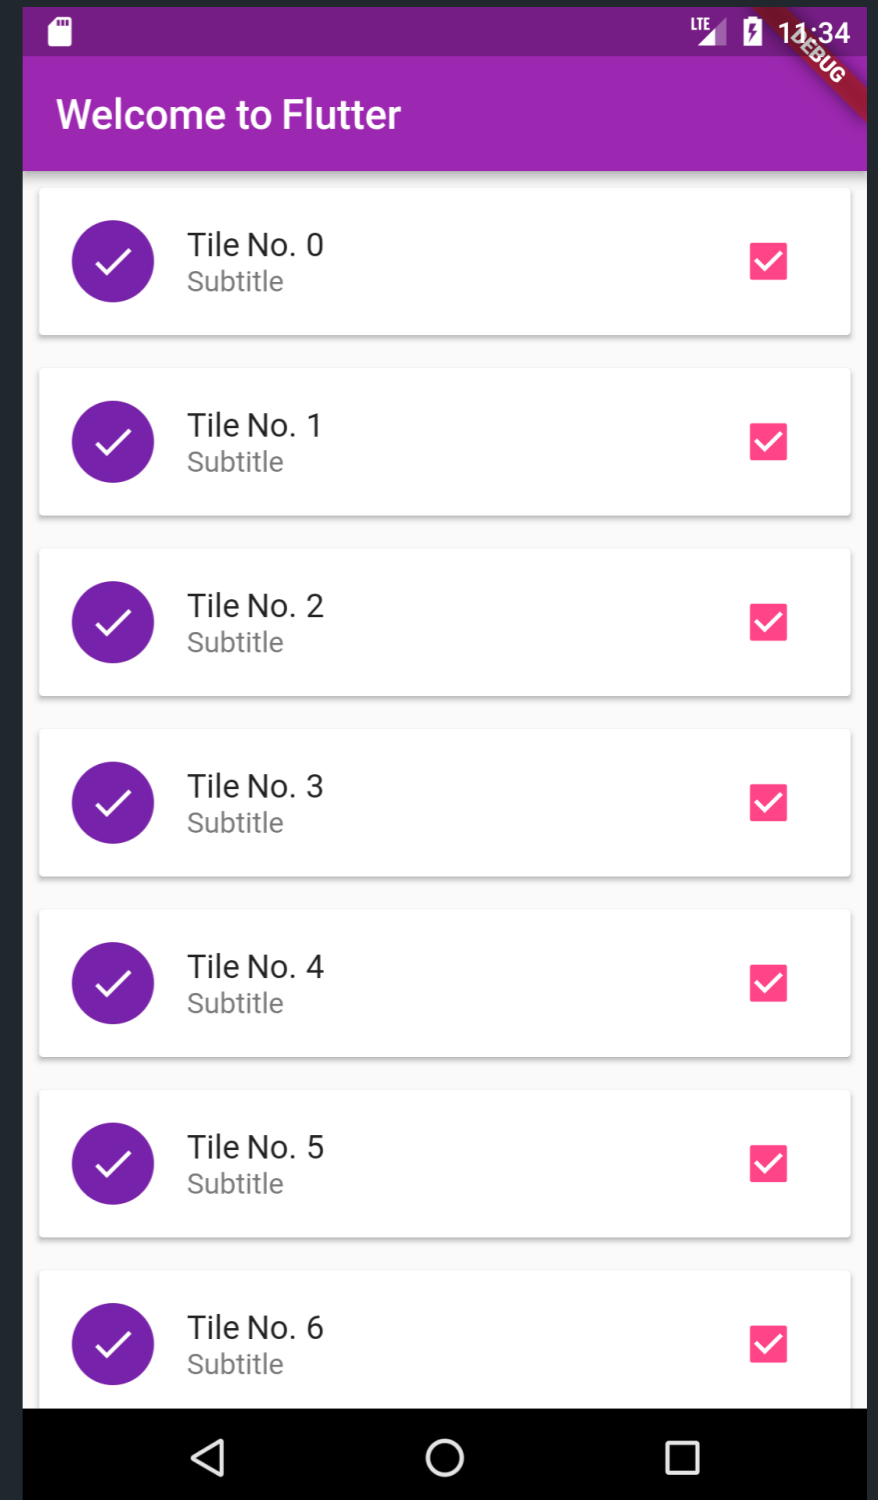 LTE 11:34
DEBUG
Welcome to Flutter
Tile No. 0
Subtitle
Tile No. 1
Subtitle
Tile No. 2
Subtitle
Tile No. 3
Subtitle
Tile No. 4
Subtitle
Tile No. 5
Subtitle
Tile No. 6
Subtitle